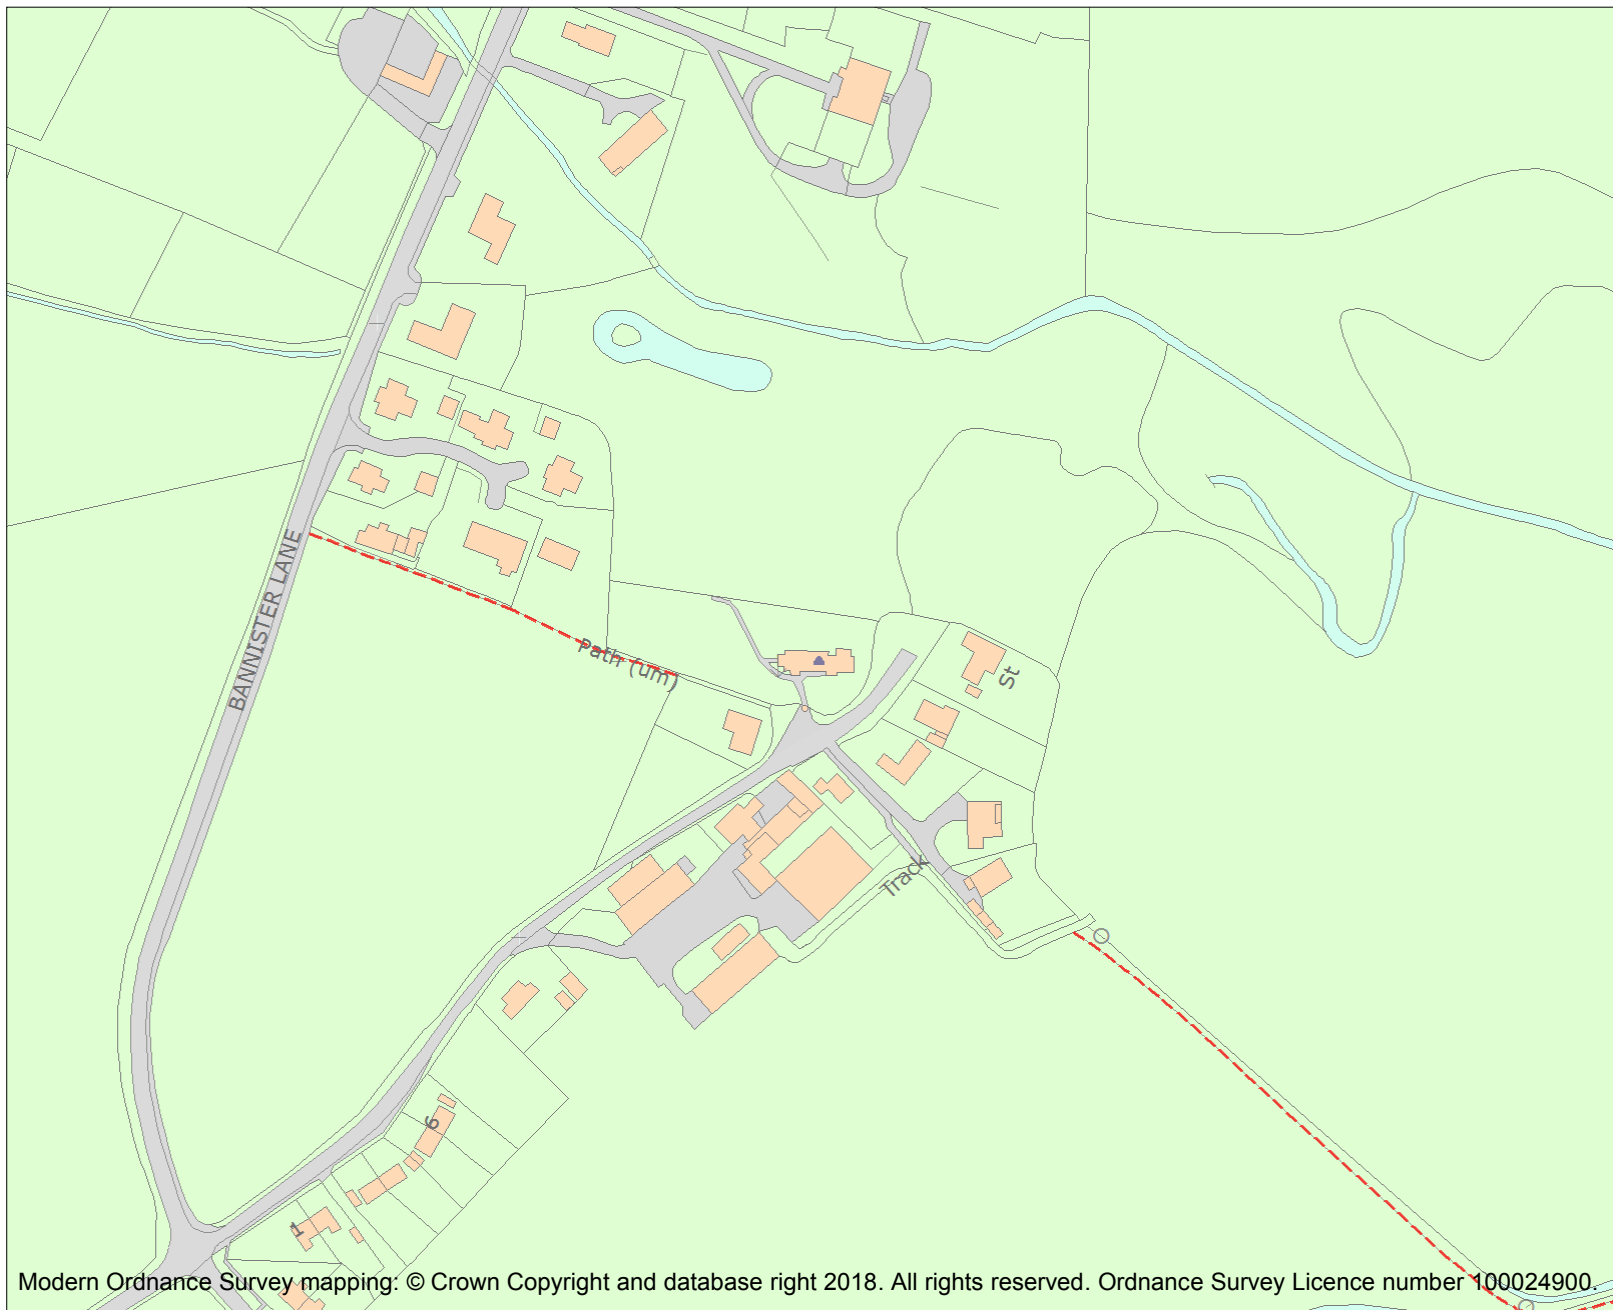 BANNISTER LANE
Path (um)
St
Track
6
1
Modern Ordnance Survey mapping: © Crown Copyright and database right 2018. All rights reserved. Ordnance Survey Licence number 100024900.